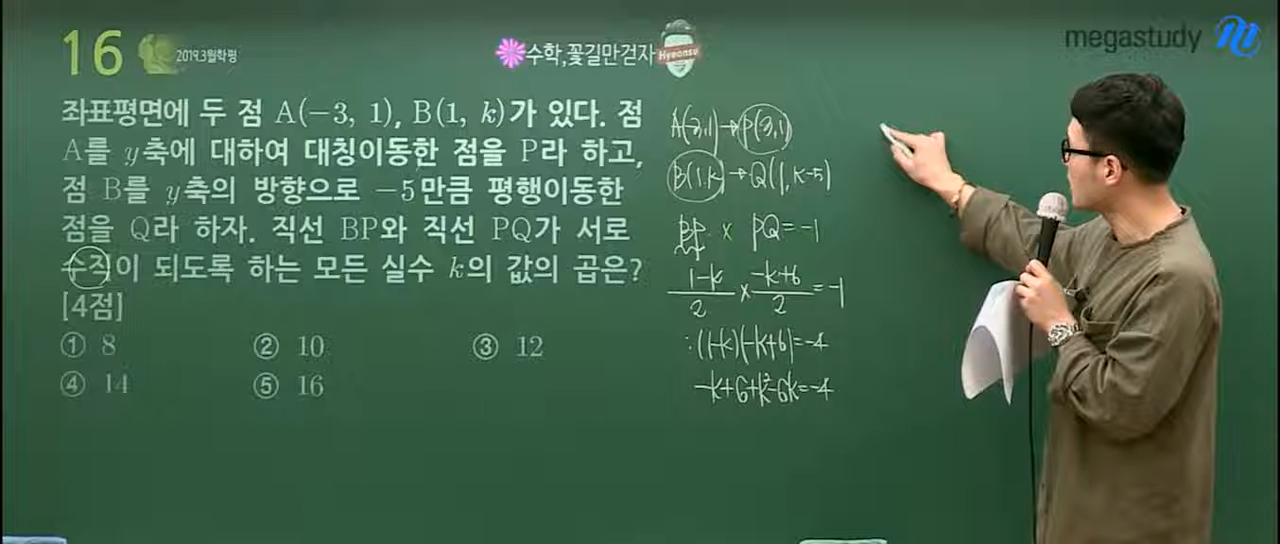 16 2019.3월학평
수학,꽃길만걷자 Hyeonsu
megastudy
좌표평면에 두 점 A(−3, 1), B(1, k)가 있다. 점
A를 y축에 대하여 대칭이동한 점을 P라 하고,
점 B를 y축의 방향으로 −5만큼 평행이동한
점을 Q라 하자. 직선 BP와 직선 PQ가 서로
수직이 되도록 하는 모든 실수 k의 값의 곱은?
[4점]
① 8 ② 10 ③ 12
④ 14 ⑤ 16
A(-3,1)→P(3,1)
B(1,k)→Q(1,k-5)
BP × PQ=-1
1-k/2 × -k+6/2 =-1
∴(1-k)(-k+6)=-4
-k+6+k²-6k=-4